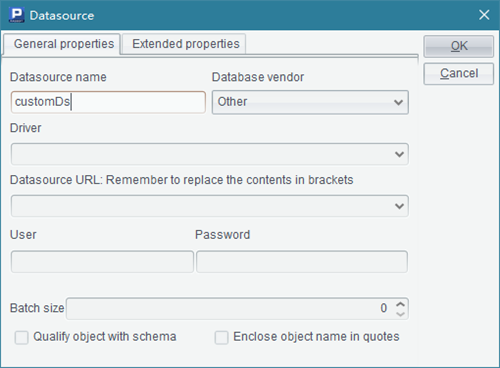 Datasource
General properties Extended properties
OK
Cancel
Datasource name Database vendor
customDs Other
Driver
Datasource URL: Remember to replace the contents in brackets
User Password
Batch size 0
Qualify object with schema Enclose object name in quotes